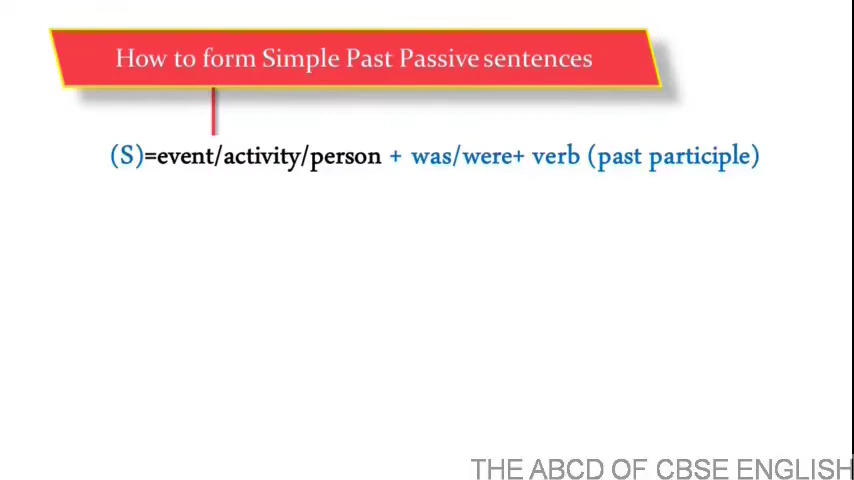 How to form Simple Past Passive sentences
(S)=event/activity/person + was/were+ verb (past participle)
THE ABCD OF CBSE ENGLISH